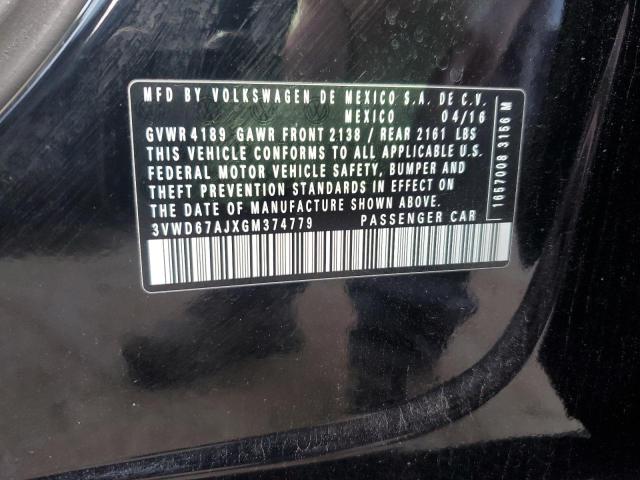 MFD BY VOLKSWAGEN DE MEXICO S.A. DE C.V.
MEXICO 04/16
GVWR 4189 GAWR FRONT 2138 / REAR 2161 LBS
THIS VEHICLE CONFORMS TO ALL APPLICABLE U.S.
FEDERAL MOTOR VEHICLE SAFETY, BUMPER AND
THEFT PREVENTION STANDARDS IN EFFECT ON
THE DATE OF MANUFACTURE SHOWN ABOVE.
3VWD67AJXGM374779 PASSENGER CAR
1657008 3156 M